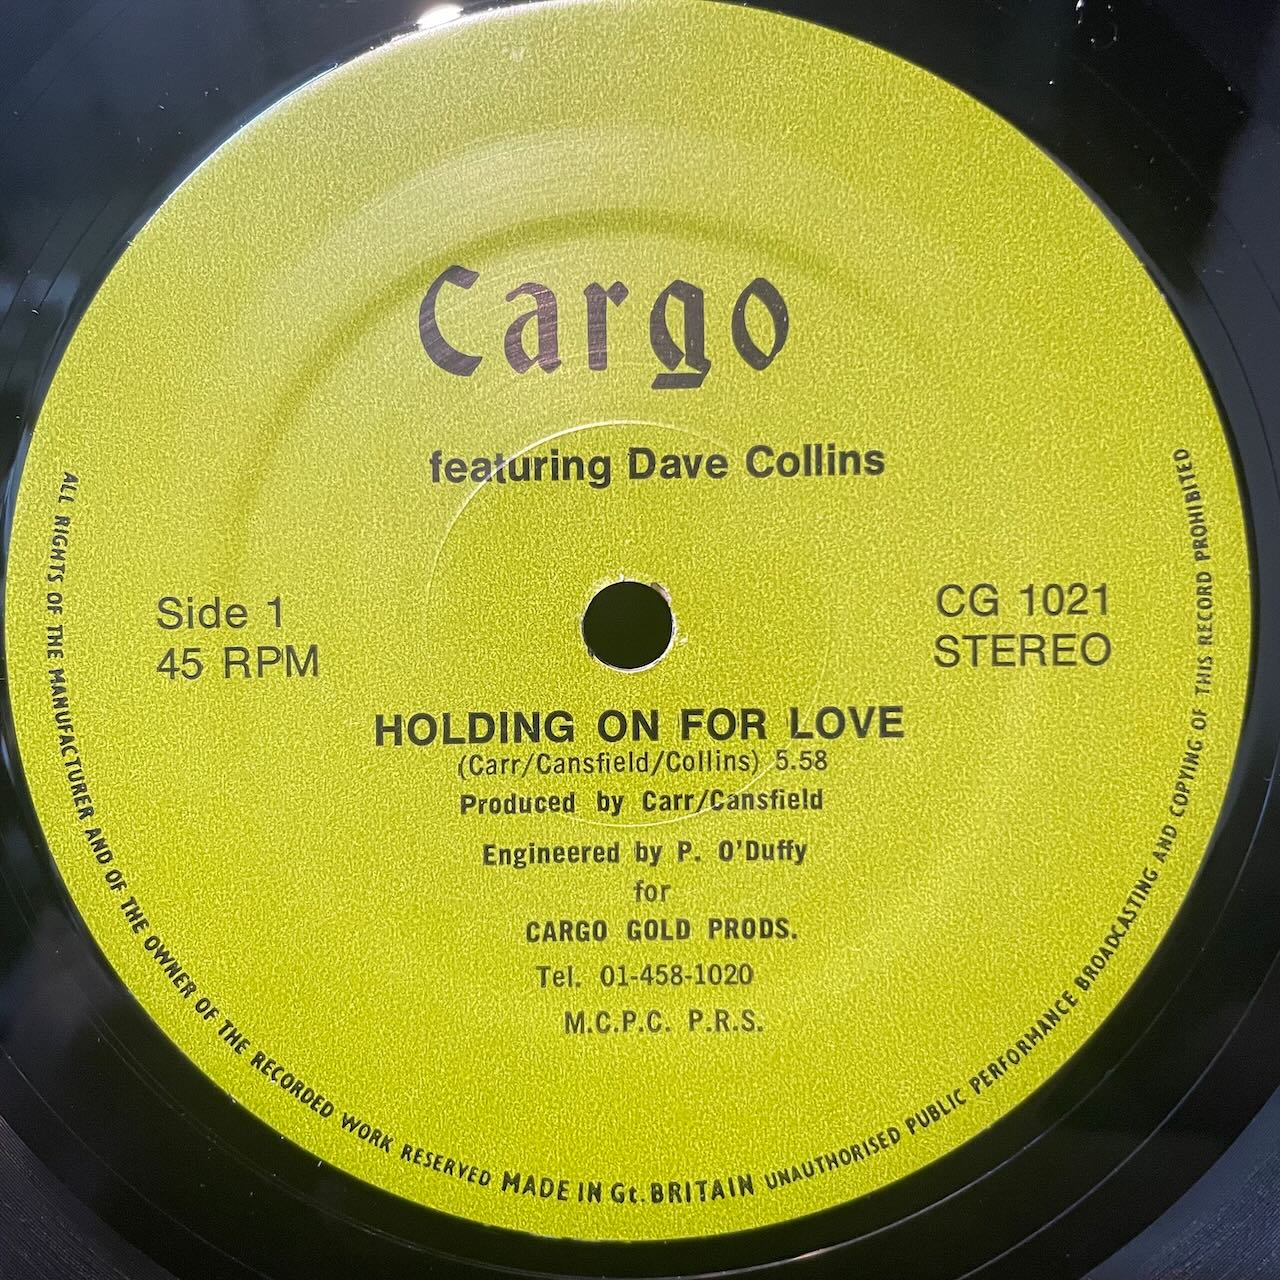 Cargo
featuring Dave Collins
Side 1
45 RPM
CG 1021
STEREO
HOLDING ON FOR LOVE
(Carr/Cansfield/Collins) 5.58
Produced by Carr/Cansfield
Engineered by P. O'Duffy
for
CARGO GOLD PRODS.
Tel. 01-458-1020
M.C.P.C. P.R.S.
ALL RIGHTS OF THE MANUFACTURER AND OF THE OWNER OF THE RECORDED WORK RESERVED MADE IN Gt. BRITAIN UNAUTHORISED PUBLIC PERFORMANCE BROADCASTING AND COPYING OF THIS RECORD PROHIBITED